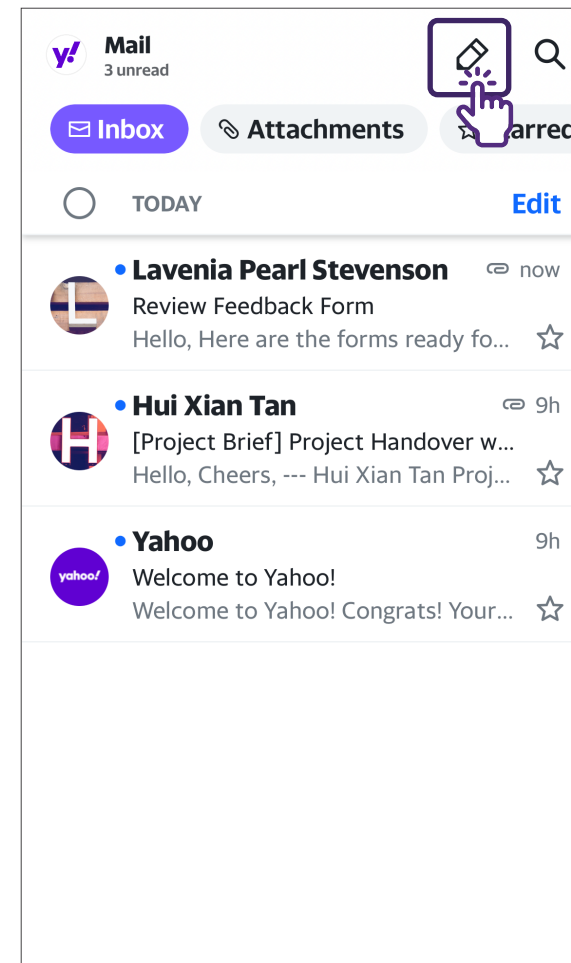 y! Mail
3 unread
Inbox Attachments arred
TODAY Edit
L Lavenia Pearl Stevenson now
Review Feedback Form
Hello, Here are the forms ready fo...
H Hui Xian Tan 9h
[Project Brief] Project Handover w...
Hello, Cheers, --- Hui Xian Tan Proj...
Yahoo 9h
yahoo! Welcome to Yahoo!
Welcome to Yahoo! Congrats! Your...